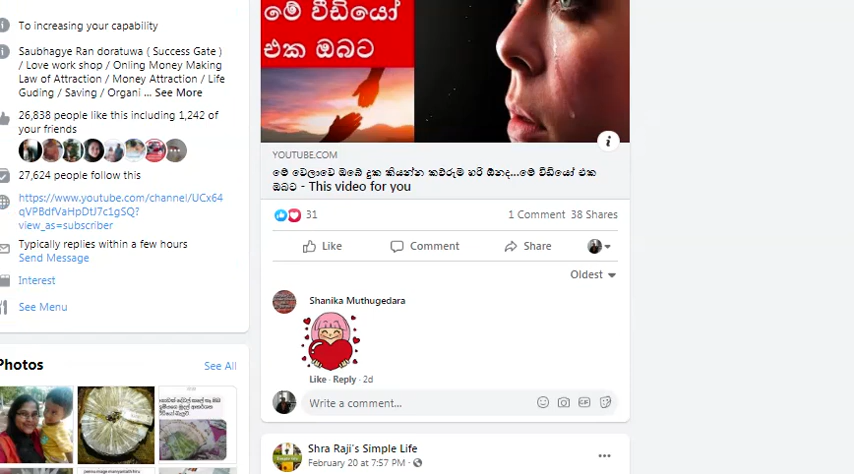 To increasing your capability
Saubhagye Ran doratuwa ( Success Gate )
/ Love work shop / Onling Money Making
Law of Attraction / Money Attraction / Life
Guding / Saving / Organi ... See More
26,838 people like this including 1,242 of
your friends
27,624 people follow this
https://www.youtube.com/channel/UCx64
qVPBdfVaHpDtJ7c1gSQ?
view_as=subscriber
Typically replies within a few hours
Send Message
Interest
See Menu
Photos
See All
මේ වීඩියෝ
එක ඔබට
YOUTUBE.COM
මේ වෙලාවෙ ඔබේ දුක කියන්න කවුරුම හරි ඕනද...මේ වීඩියෝ එක
ඔබට - This video for you
31
1 Comment 38 Shares
Like
Comment
Share
Oldest
Shanika Muthugedara
Like · Reply · 2d
Write a comment...
GIF
Shra Raji's Simple Life
February 20 at 7:57 PM ·